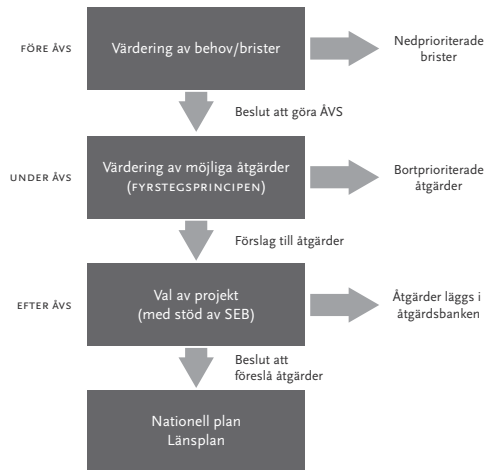 FÖRE ÅVS
Värdering av behov/brister
Nedprioriterade
brister
Beslut att göra ÅVS
UNDER ÅVS
Värdering av möjliga åtgärder
(FYRSTEGSPRINCIPEN)
Bortprioriterade
åtgärder
Förslag till åtgärder
EFTER ÅVS
Val av projekt
(med stöd av SEB)
Åtgärder läggs i
åtgärdsbanken
Beslut att
föreslå åtgärder
Nationell plan
Länsplan